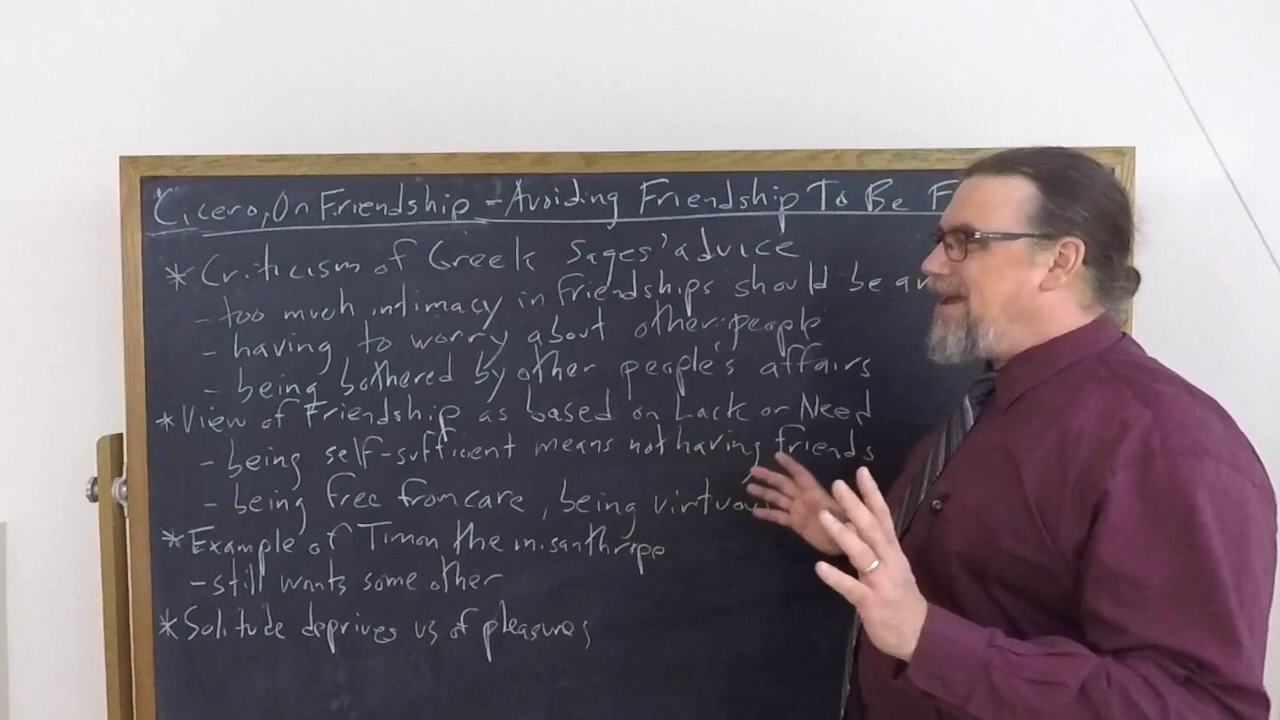 Cicero, On Friendship - Avoiding Friendship To Be F
* Criticism of Greek Sages' advice
- too much intimacy in friendships should be
- having to worry about other people
- being bothered by other people's affairs
* View of Friendship as based on Lack or Need
- being self-sufficient means not having friends
- being free from care, being
* Example of Timon the misanthrope
- still wants some other
* Solitude deprives us of pleasures